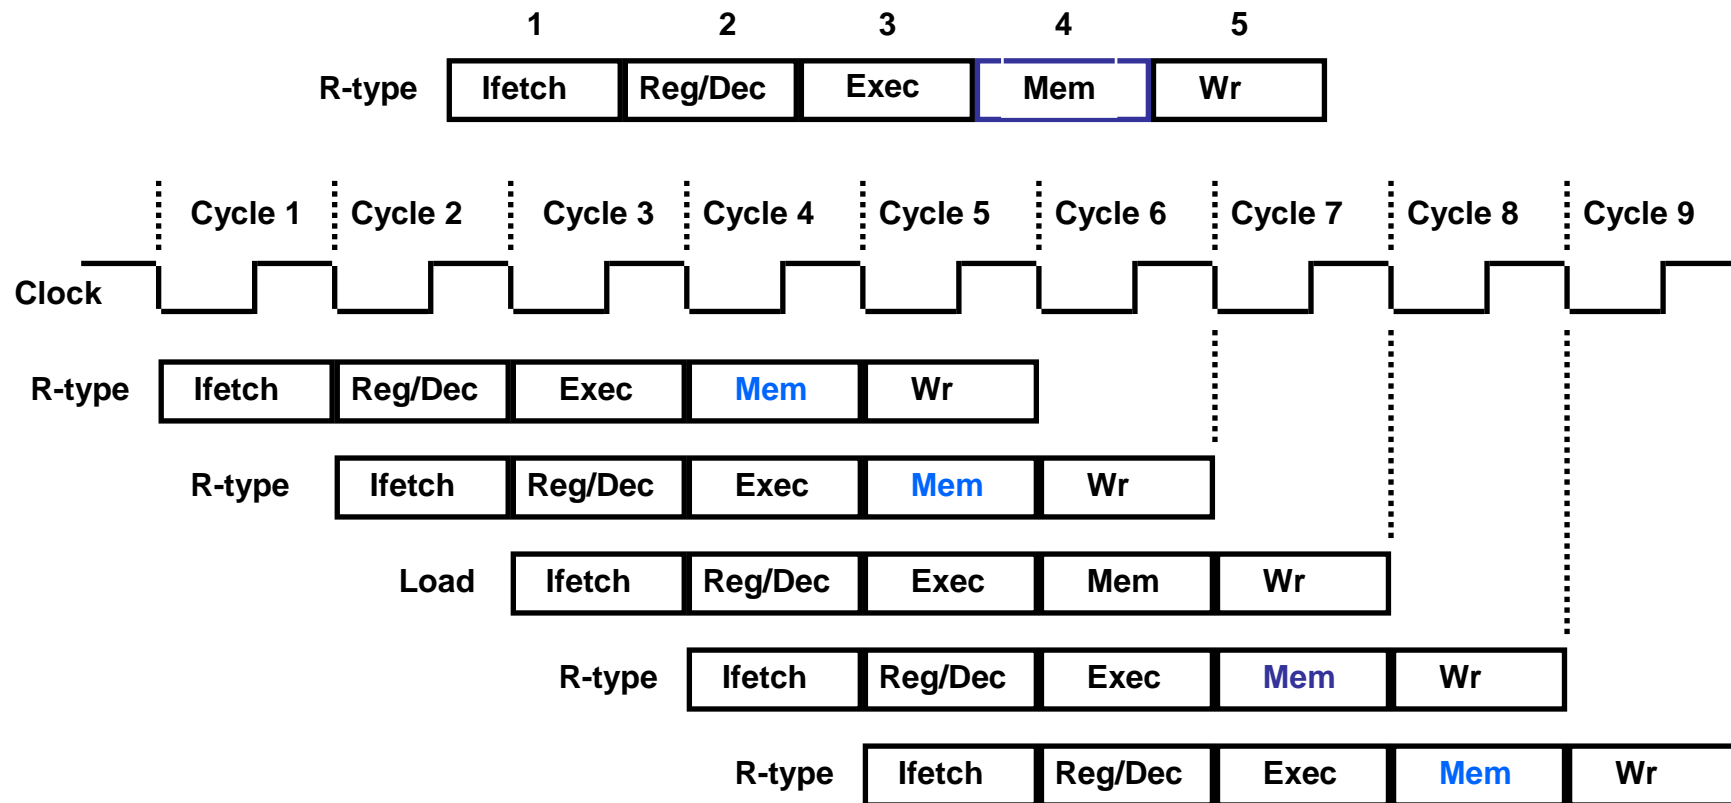 1 2 3 4 5
R-type Ifetch Reg/Dec Exec Mem Wr
Cycle 1 Cycle 2 Cycle 3 Cycle 4 Cycle 5 Cycle 6 Cycle 7 Cycle 8 Cycle 9
Clock
R-type Ifetch Reg/Dec Exec Mem Wr
R-type Ifetch Reg/Dec Exec Mem Wr
Load Ifetch Reg/Dec Exec Mem Wr
R-type Ifetch Reg/Dec Exec Mem Wr
R-type Ifetch Reg/Dec Exec Mem Wr